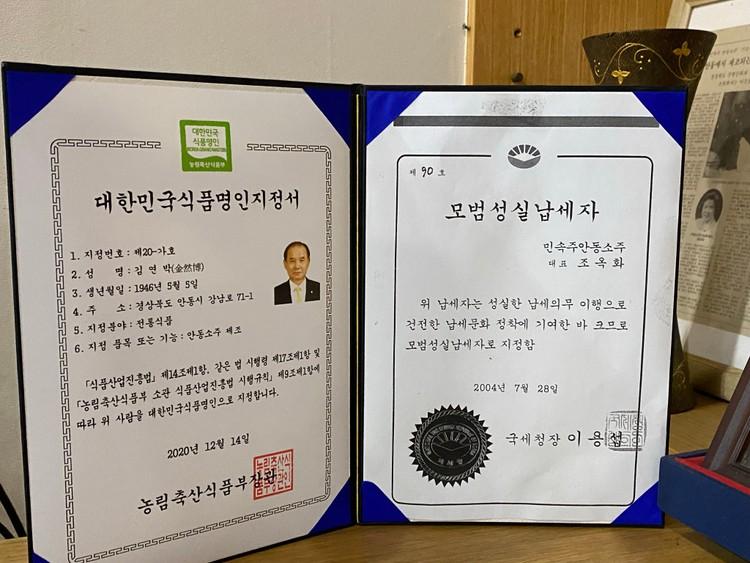 대한민국
식품명인
KOREA GRAND MASTER
농림축산식품부
대한민국식품명인지정서
1. 지정번호 : 제20-가호
2. 성 명 : 김연박(金然博)
3. 생년월일 : 1946년 5월 5일
4. 주 소 : 경상북도 안동시 강남로 71-1
5. 지정분야 : 전통식품
6. 지정 품목 또는 기능 : 안동소주 제조
「식품산업진흥법」 제14조제1항, 같은 법 시행령 제17조제1항 및
「농림축산식품부 소관 식품산업진흥법 시행규칙」 제9조제1항에
따라 위 사람을 대한민국식품명인으로 지정합니다.
2020년 12월 14일
농림축산식품부장관
제 90 호
모범성실납세자
민속주안동소주
대표 조옥화
위 납세자는 성실한 납세의무 이행으로
건전한 납세문화 정착에 기여한 바 크므로
모범성실납세자로 지정함
2004년 7월 28일
국세청장 이용섭